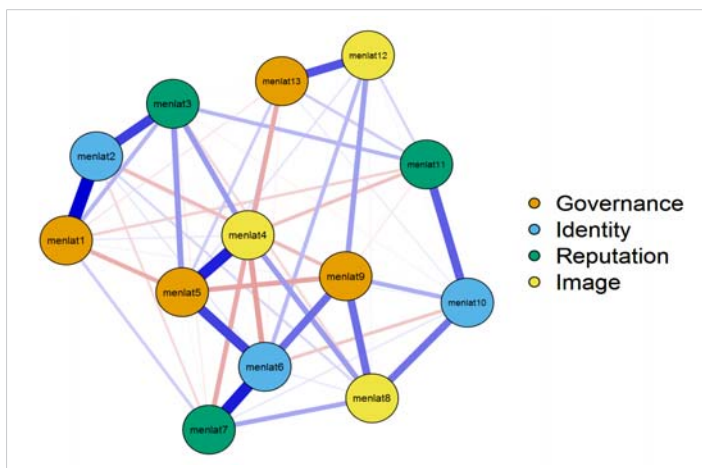 menlat12
menlat13
menlat3
menlat2
menlat11
menlat1
menlat4
menlat9
menlat5
menlat10
menlat6
menlat8
menlat7
Governance
Identity
Reputation
Image